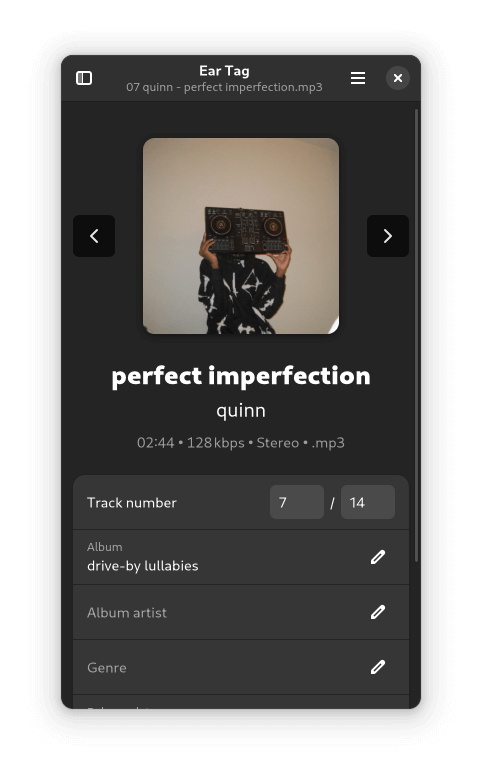 Ear Tag
07 quinn - perfect imperfection.mp3
perfect imperfection
quinn
02:44 • 128 kbps • Stereo • .mp3
Track number 7 / 14
Album
drive-by lullabies
Album artist
Genre